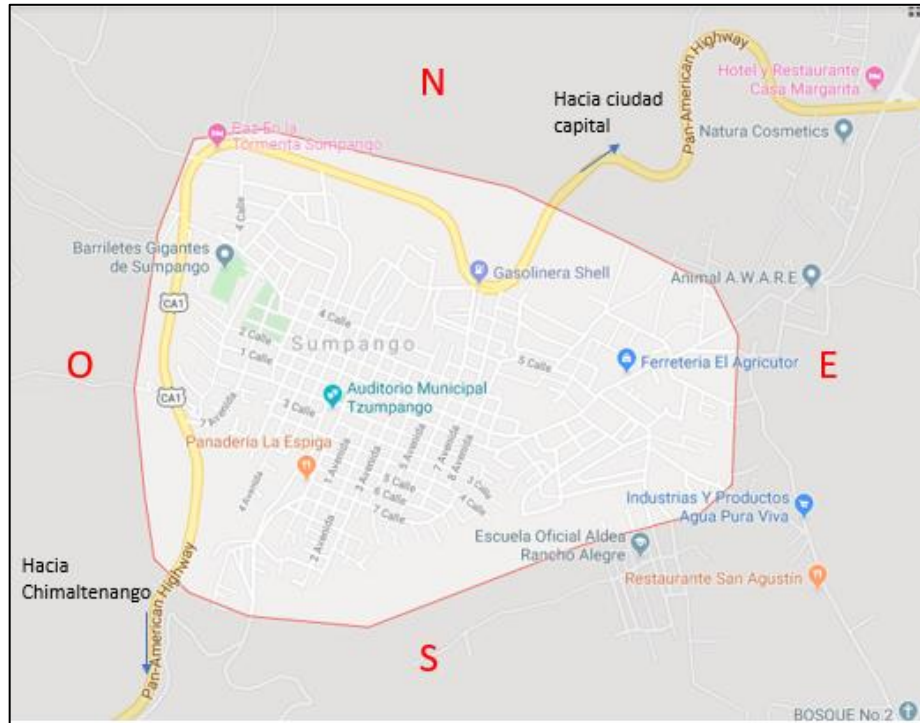 Pan-American Highway
Hotel y Restaurante
Casa Margarita
N
Hacia ciudad
capital
Natura Cosmetics
Paz En la
Tormenta Sumpango
4 Calle
Barriletes Gigantes
de Sumpango
Gasolinera Shell
Animal A.W.A.R.E
CA1
4 Calle
2 Calle
Sumpango
1 Calle
5 Calle
O
E
Ferreteria El Agricutor
CA1
Auditorio Municipal
Tzumpango
3 Calle
7 Avenida
Panadería La Espiga
1 Avenida
3 Avenida
5 Avenida
7 Avenida
8 Avenida
3 Calle
4 Calle
5 Calle
6 Calle
7 Calle
4 Avenida
2 Avenida
Industrias Y Productos
Agua Pura Viva
Escuela Oficial Aldea
Rancho Alegre
Restaurante San Agustín
Hacia
Chimaltenango
Pan-American Highway
S
BOSQUE No.2